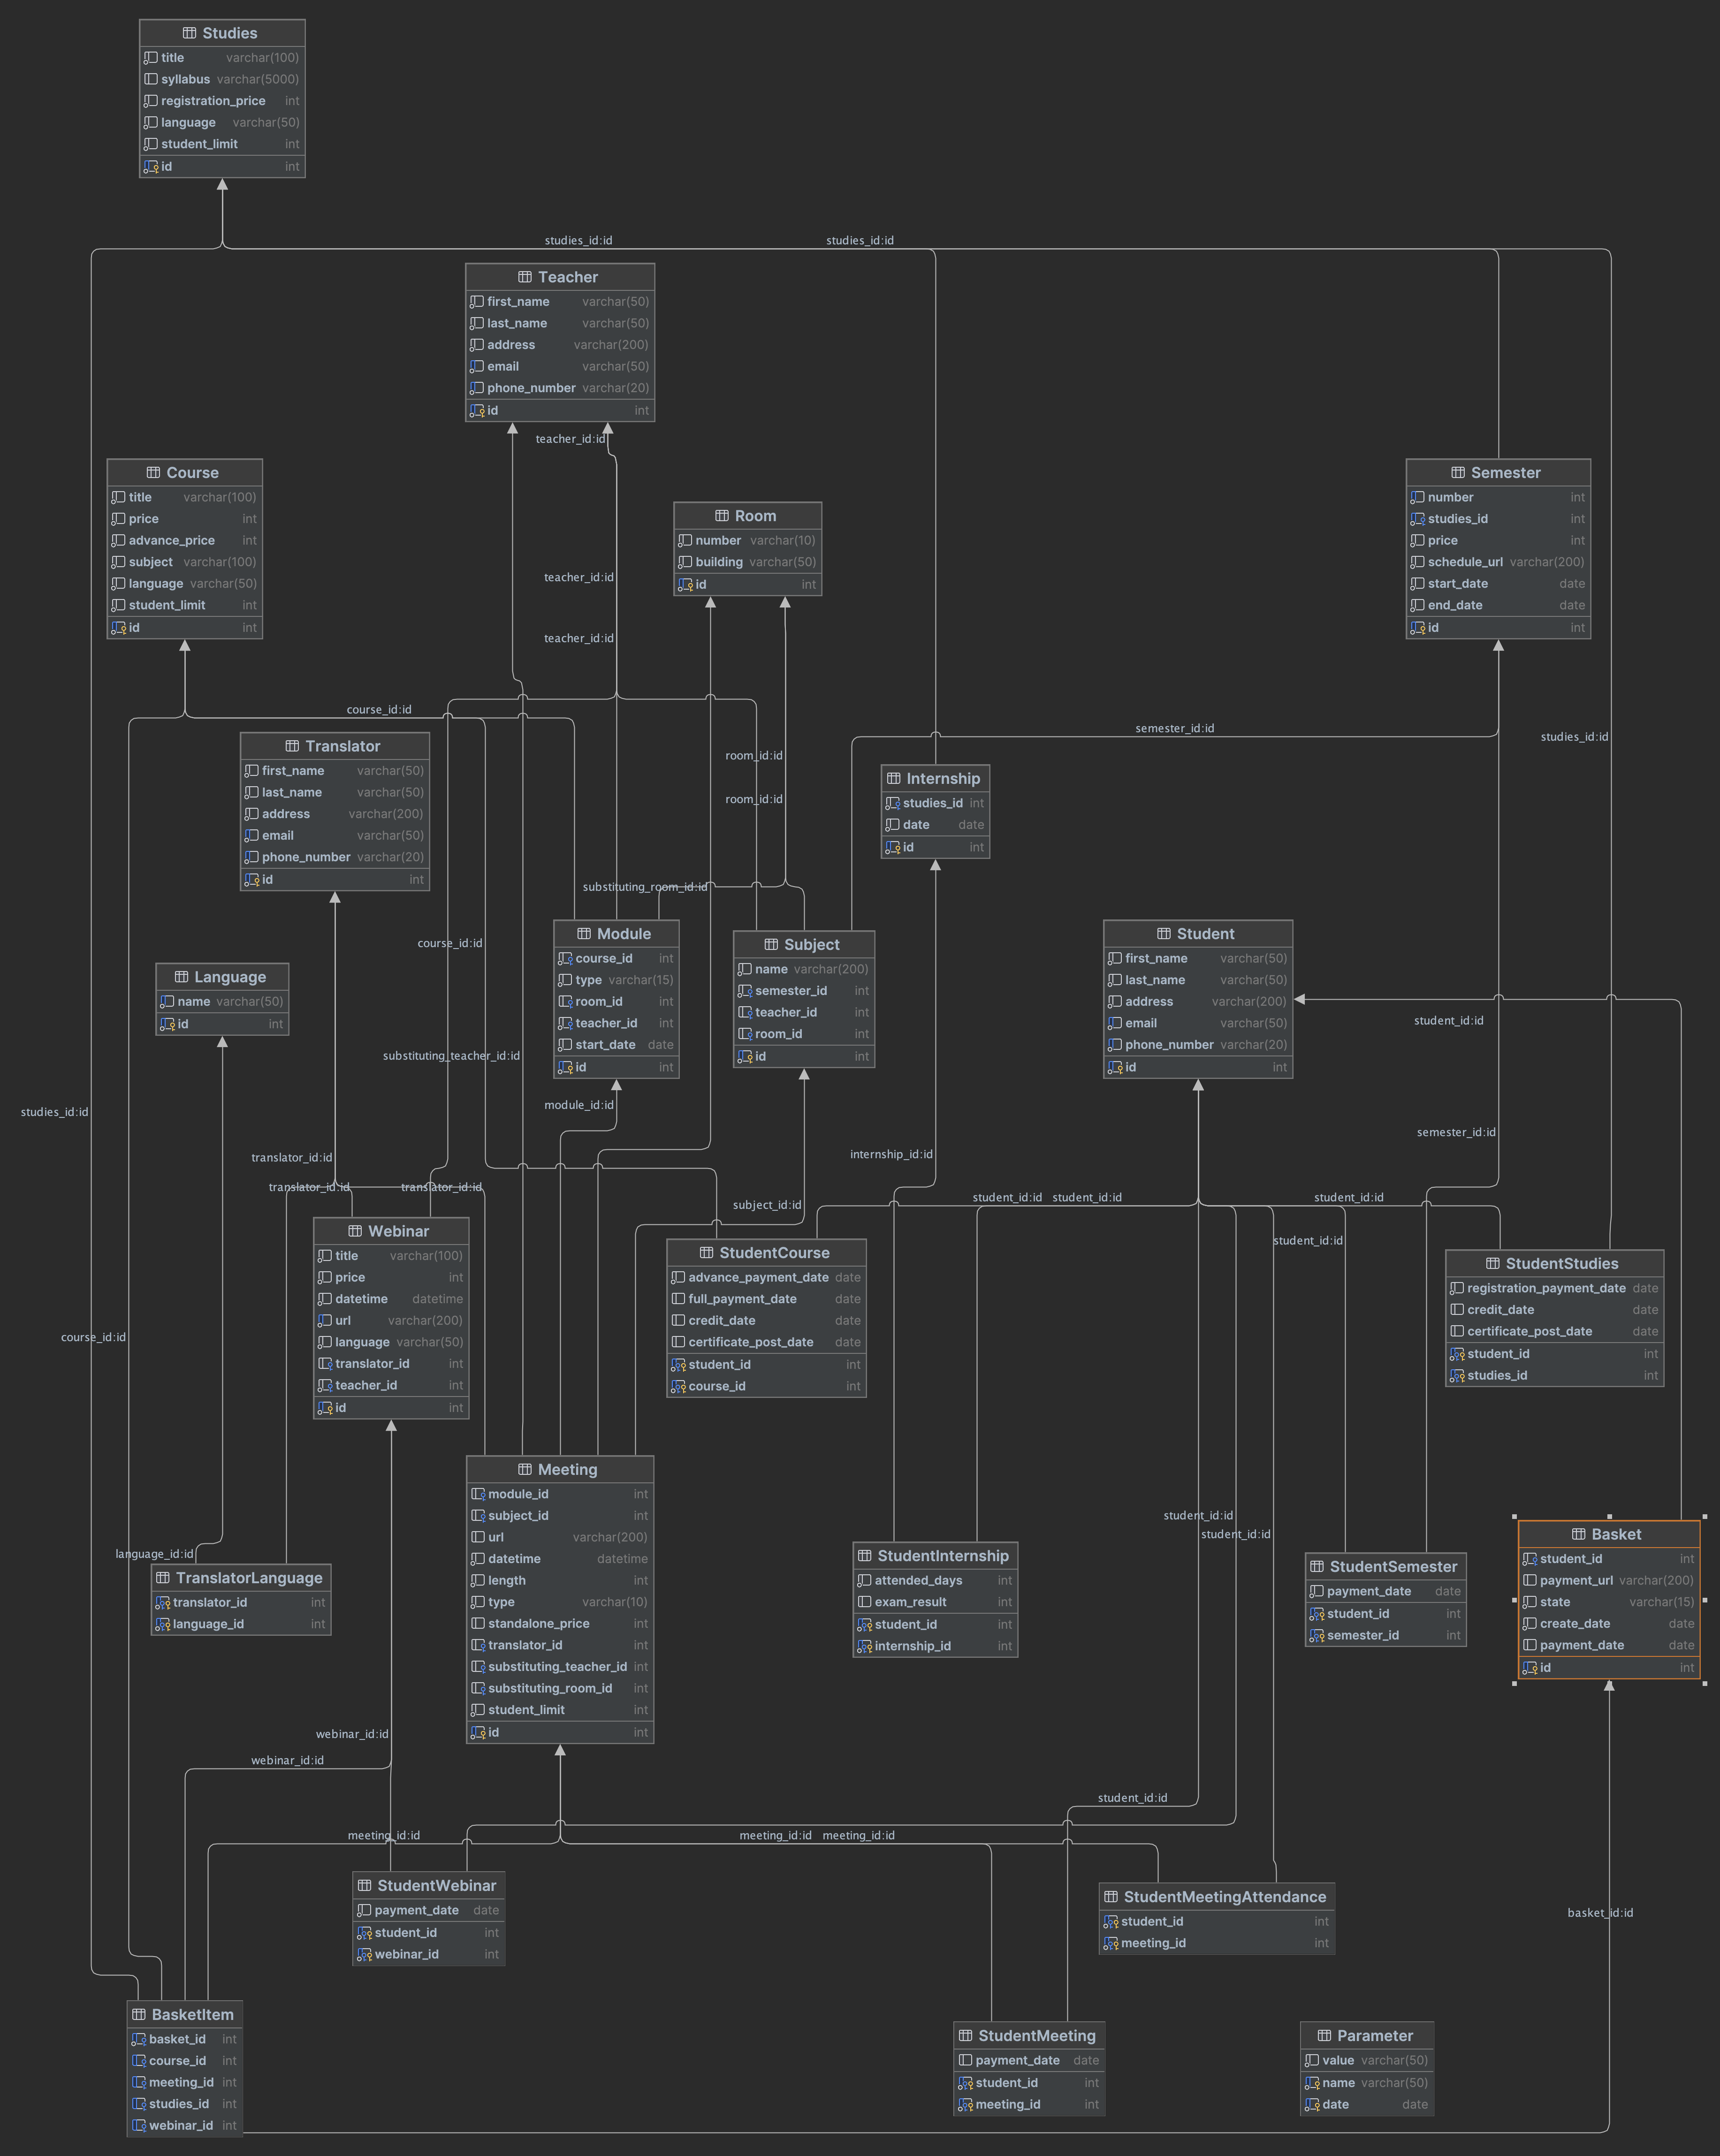 Studies
title varchar(100)
syllabus varchar(5000)
registration_price int
language varchar(50)
student_limit int
id int
studies_id:id studies_id:id
Teacher
first_name varchar(50)
last_name varchar(50)
address varchar(200)
email varchar(50)
phone_number varchar(20)
id int
teacher_id:id
Course
title varchar(100)
price int
advance_price int
subject varchar(100)
language varchar(50)
student_limit int
id int
Room
number varchar(10)
building varchar(50)
id int
Semester
number int
studies_id int
price int
schedule_url varchar(200)
start_date date
end_date date
id int
teacher_id:id
teacher_id:id
course_id:id
semester_id:id
studies_id:id
Translator
first_name varchar(50)
last_name varchar(50)
address varchar(200)
email varchar(50)
phone_number varchar(20)
id int
room_id:id
room_id:id
Internship
studies_id int
date date
id int
substituting_room_id:id
course_id:id
Module
course_id int
type varchar(15)
room_id int
teacher_id int
start_date date
id int
Subject
name varchar(200)
semester_id int
teacher_id int
room_id int
id int
Student
first_name varchar(50)
last_name varchar(50)
address varchar(200)
email varchar(50)
phone_number varchar(20)
id int
student_id:id
Language
name varchar(50)
id int
substituting_teacher_id:id
module_id:id
studies_id:id
semester_id:id
internship_id:id
translator_id:id
translator_id:id translator_id:id
student_id:id student_id:id student_id:id
subject_id:id
student_id:id
Webinar
title varchar(100)
price int
datetime datetime
url varchar(200)
language varchar(50)
translator_id int
teacher_id int
id int
StudentCourse
advance_payment_date date
full_payment_date date
credit_date date
certificate_post_date date
student_id int
course_id int
StudentStudies
registration_payment_date date
credit_date date
certificate_post_date date
student_id int
studies_id int
course_id:id
Meeting
module_id int
subject_id int
url varchar(200)
datetime datetime
length int
type varchar(10)
standalone_price int
translator_id int
substituting_teacher_id int
substituting_room_id int
student_limit int
id int
student_id:id
student_id:id
language_id:id
TranslatorLanguage
translator_id int
language_id int
StudentInternship
attended_days int
exam_result int
student_id int
internship_id int
StudentSemester
payment_date date
student_id int
semester_id int
Basket
student_id int
payment_url varchar(200)
state varchar(15)
create_date date
payment_date date
id int
webinar_id:id
webinar_id:id
student_id:id
meeting_id:id meeting_id:id meeting_id:id
StudentWebinar
payment_date date
student_id int
webinar_id int
StudentMeetingAttendance
student_id int
meeting_id int
basket_id:id
BasketItem
basket_id int
course_id int
meeting_id int
studies_id int
webinar_id int
StudentMeeting
payment_date date
student_id int
meeting_id int
Parameter
value varchar(50)
name varchar(50)
date date